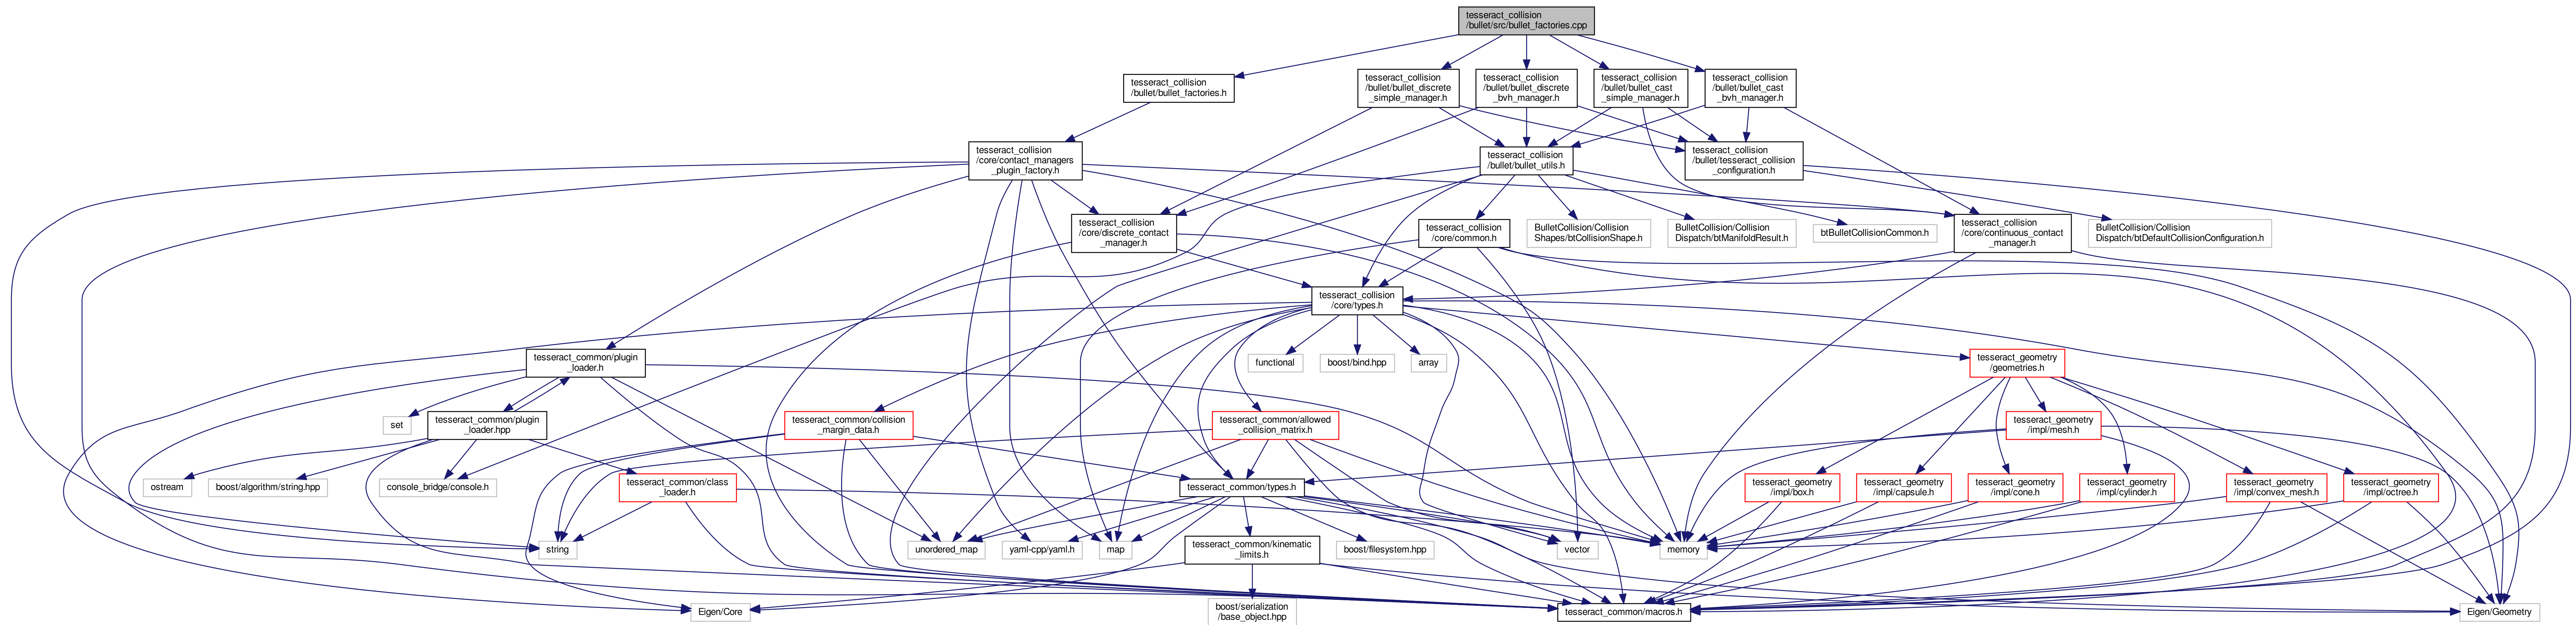 tesseract_collision
/bullet/src/bullet_factories.cpp
tesseract_collision
/bullet/bullet_factories.h
tesseract_collision
/bullet/bullet_discrete
_simple_manager.h
tesseract_collision
/bullet/bullet_discrete
_bvh_manager.h
tesseract_collision
/bullet/bullet_cast
_simple_manager.h
tesseract_collision
/bullet/bullet_cast
_bvh_manager.h
tesseract_collision
/core/contact_managers
_plugin_factory.h
tesseract_collision
/bullet/bullet_utils.h
tesseract_collision
/bullet/tesseract_collision
_configuration.h
tesseract_collision
/core/discrete_contact
_manager.h
tesseract_collision
/core/common.h
BulletCollision/Collision
Shapes/btCollisionShape.h
BulletCollision/Collision
Dispatch/btManifoldResult.h
btBulletCollisionCommon.h
tesseract_collision
/core/continuous_contact
_manager.h
BulletCollision/Collision
Dispatch/btDefaultCollisionConfiguration.h
tesseract_collision
/core/types.h
tesseract_common/plugin
_loader.h
functional
boost/bind.hpp
array
tesseract_geometry
/geometries.h
set
tesseract_common/plugin
_loader.hpp
tesseract_common/collision
_margin_data.h
tesseract_common/allowed
_collision_matrix.h
tesseract_geometry
/impl/mesh.h
ostream
boost/algorithm/string.hpp
console_bridge/console.h
tesseract_common/class
_loader.h
tesseract_common/types.h
tesseract_geometry
/impl/box.h
tesseract_geometry
/impl/capsule.h
tesseract_geometry
/impl/cone.h
tesseract_geometry
/impl/cylinder.h
tesseract_geometry
/impl/convex_mesh.h
tesseract_geometry
/impl/octree.h
string
unordered_map
yaml-cpp/yaml.h
map
tesseract_common/kinematic
_limits.h
boost/filesystem.hpp
vector
memory
Eigen/Core
boost/serialization
/base_object.hpp
tesseract_common/macros.h
Eigen/Geometry